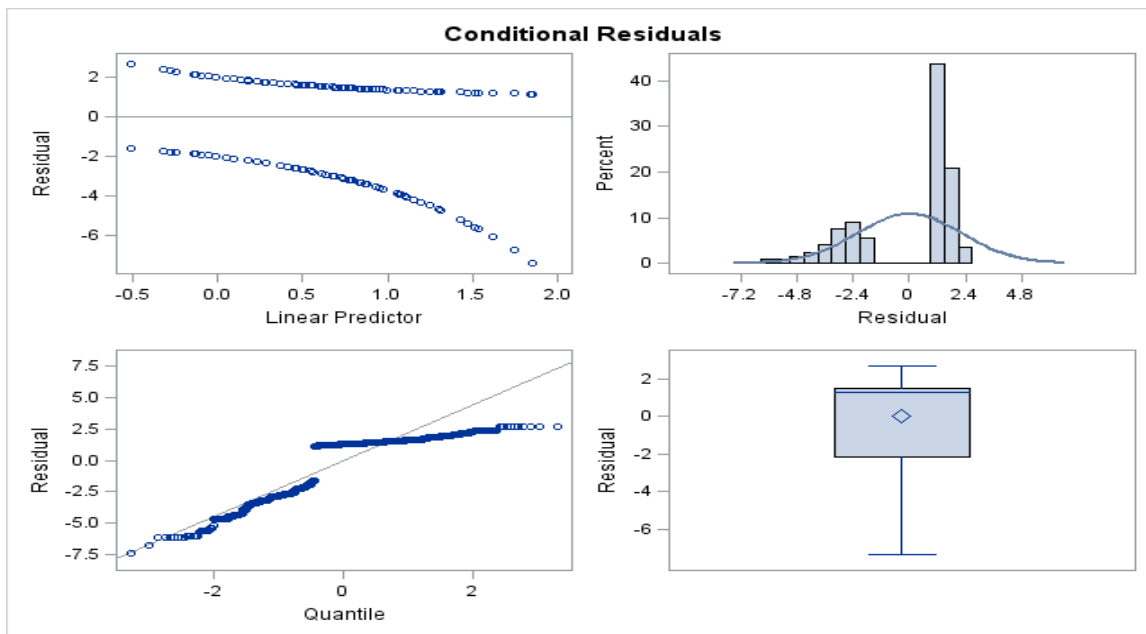 Conditional Residuals
Residual
2
0
-2
-4
-6
-0.5 0.0 0.5 1.0 1.5 2.0
Linear Predictor
Percent
40
30
20
10
0
-7.2 -4.8 -2.4 0 2.4 4.8
Residual
Residual
7.5
5.0
2.5
0.0
-2.5
-5.0
-7.5
-2 0 2
Quantile
Residual
2
0
-2
-4
-6